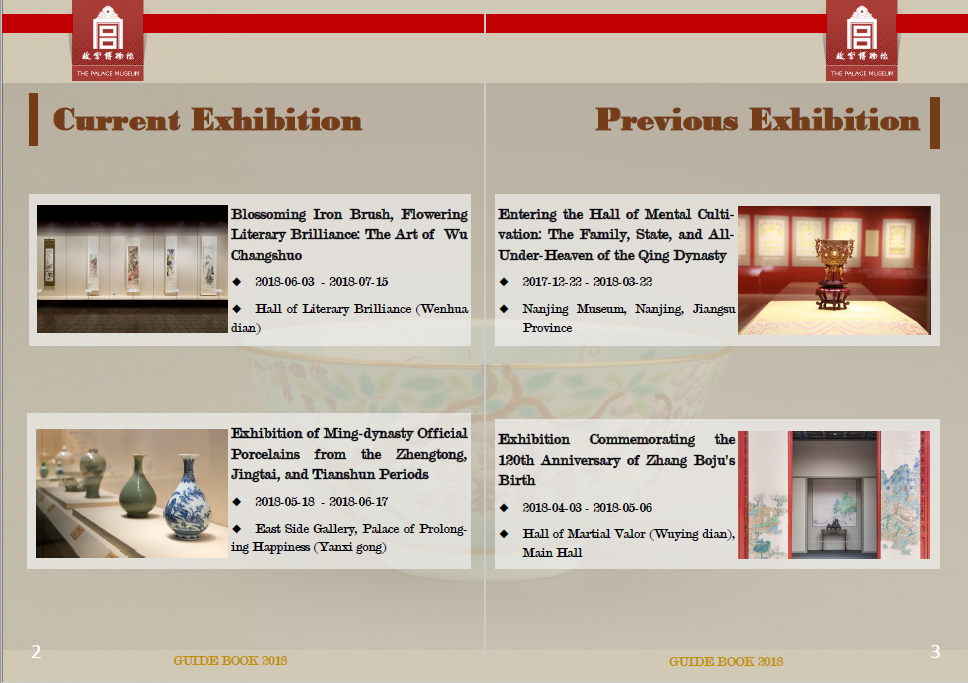 故宫博物院
THE PALACE MUSEUM
故宫博物院
THE PALACE MUSEUM
Current Exhibition
Blossoming Iron Brush, Flowering
Literary Brilliance: The Art of Wu
Changshuo
◆ 2018-06-03 - 2018-07-15
◆ Hall of Literary Brilliance (Wenhua
dian)
Exhibition of Ming-dynasty Official
Porcelains from the Zhengtong,
Jingtai, and Tianshun Periods
◆ 2018-05-18 - 2018-06-17
◆ East Side Gallery, Palace of Prolong-
ing Happiness (Yanxi gong)
2
GUIDE BOOK 2018
Previous Exhibition
Entering the Hall of Mental Culti-
vation: The Family, State, and All-
Under-Heaven of the Qing Dynasty
◆ 2017-12-22 - 2018-03-22
◆ Nanjing Museum, Nanjing, Jiangsu
Province
Exhibition Commemorating the
120th Anniversary of Zhang Boju's
Birth
◆ 2018-04-03 - 2018-05-06
◆ Hall of Martial Valor (Wuying dian),
Main Hall
GUIDE BOOK 2018
3